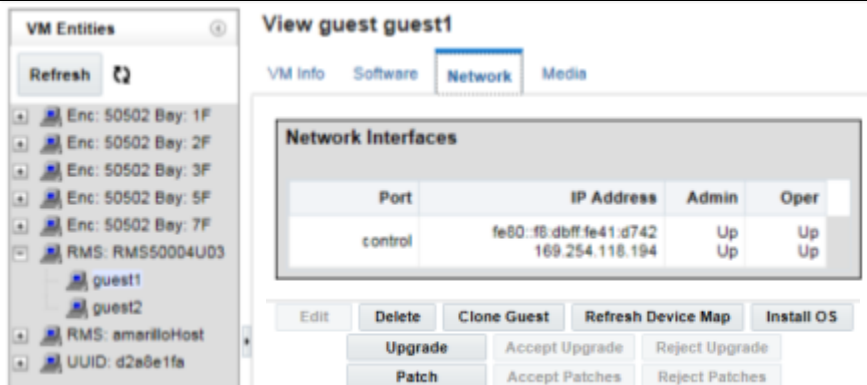 VM Entities
Refresh
Enc: 50502 Bay: 1F
Enc: 50502 Bay: 2F
Enc: 50502 Bay: 3F
Enc: 50502 Bay: 5F
Enc: 50502 Bay: 7F
RMS: RMS50004U03
guest1
guest2
RMS: amarilloHost
UUID: d2a8e1fa
View guest guest1
VM Info Software Network Media
Network Interfaces
Port IP Address Admin Oper
control fe80::f8:dbff:fe41:d742 Up Up
169.254.118.194 Up Up
Edit Delete Clone Guest Refresh Device Map Install OS
Upgrade Accept Upgrade Reject Upgrade
Patch Accept Patches Reject Patches